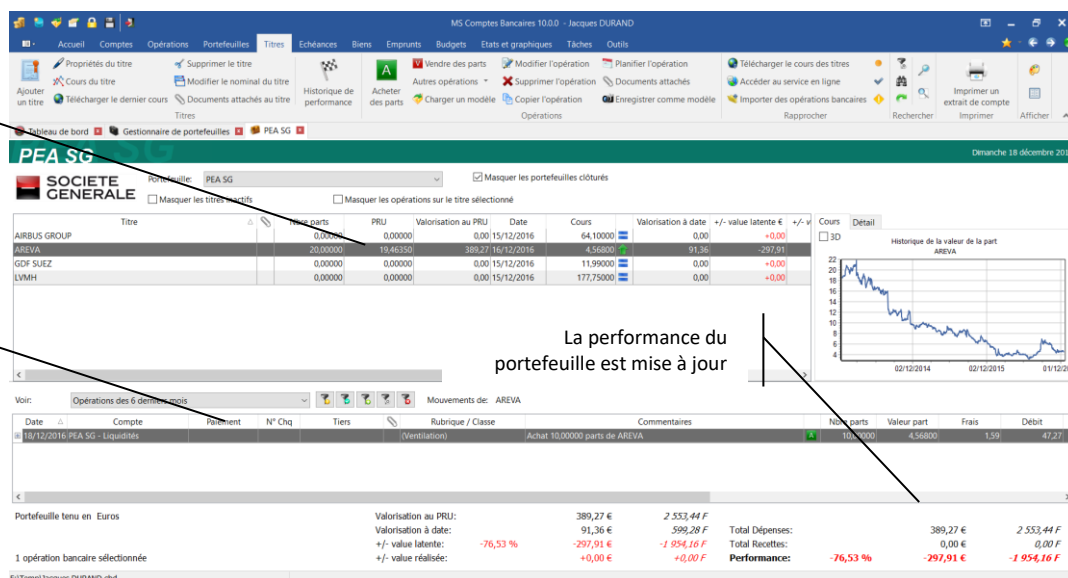 MS Comptes Bancaires 10.0.0 - Jacques DURAND
Accueil Comptes Opérations Portefeuilles Titres Echéances Biens Emprunts Budgets Etats et graphiques Tâches Outils
Ajouter un titre
Propriétés du titre
Cours du titre
Télécharger le dernier cours
Supprimer le titre
Modifier le nominal du titre
Documents attachés au titre
Historique de performance
Titres
Acheter des parts
Vendre des parts
Autres opérations
Charger un modèle
Modifier l'opération
Supprimer l'opération
Copier l'opération
Planifier l'opération
Documents attachés
Enregistrer comme modèle
Opérations
Télécharger le cours des titres
Accéder au service en ligne
Importer des opérations bancaires
Rapprocher
Rechercher
Imprimer un extrait de compte
Imprimer
Afficher
Tableau de bord Gestionnaire de portefeuilles PEA SG
PEA SG
Dimanche 18 décembre 201
SOCIETE
GENERALE
Portefeuille: PEA SG
Masquer les portefeuilles clôturés
Masquer les titres inactifs
Masquer les opérations sur le titre sélectionné
Titre Nbre parts PRU Valorisation au PRU Date Cours Valorisation à date +/- value latente € +/- v
AIRBUS GROUP 0,00000 0,00000 0,00 15/12/2016 64,10000 0,00 +0,00
AREVA 20,00000 19,46350 389,27 16/12/2016 4,56800 91,36 -297,91
GDF SUEZ 0,00000 0,00000 0,00 15/12/2016 11,99000 0,00 +0,00
LVMH 0,00000 0,00000 0,00 15/12/2016 177,75000 0,00 +0,00
Cours Détail
3D
Historique de la valeur de la part
AREVA
22
20
18
16
14
12
10
8
6
4
02/12/2014 02/12/2015 01/12/20
La performance du
portefeuille est mise à jour
Voir: Opérations des 6 derniers mois
Mouvements de: AREVA
Date Compte Paiement N° Chq Tiers Rubrique / Classe Commentaires Nbre parts Valeur part Frais Débit
18/12/2016 PEA SG - Liquidités (Ventilation) Achat 10,00000 parts de AREVA A 10,00000 4,56800 1,59 47,27
Portefeuille tenu en Euros
Valorisation au PRU: 389,27 € 2 553,44 F
Valorisation à date: 91,36 € 599,28 F
Total Dépenses: 389,27 € 2 553,44 F
+/- value latente: -76,53 % -297,91 € -1 954,16 F
Total Recettes: 0,00 € 0,00 F
1 opération bancaire sélectionnée
+/- value réalisée: +0,00 € +0,00 F
Performance: -76,53 % -297,91 € -1 954,16 F